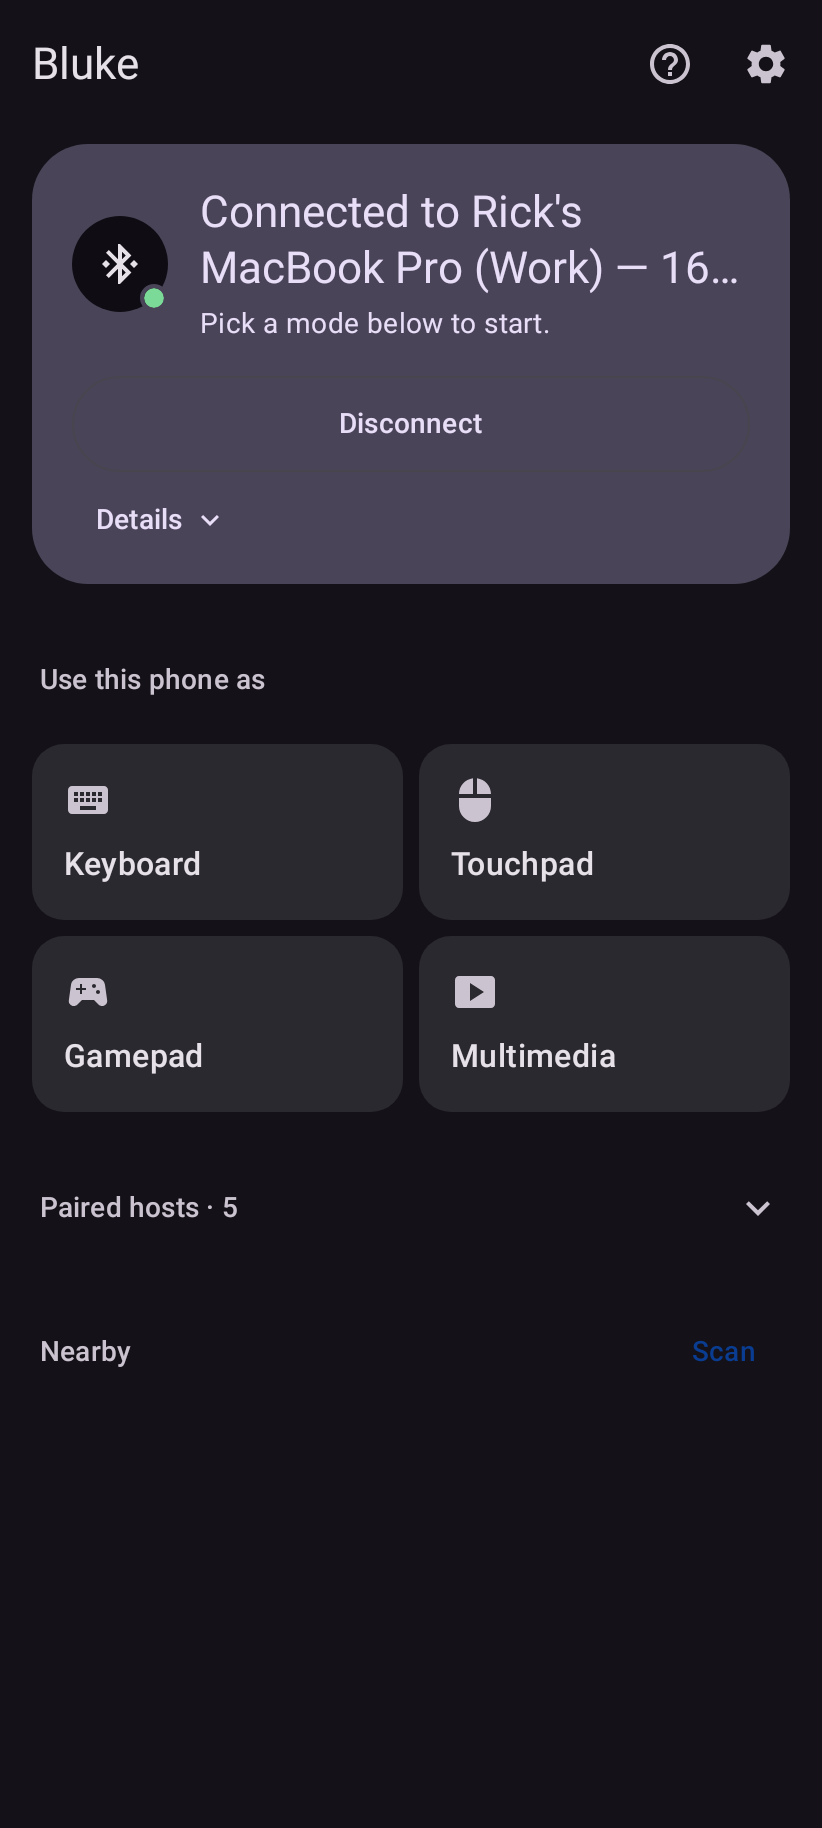 Bluke
Connected to Rick's
MacBook Pro (Work) — 16…
Pick a mode below to start.
Disconnect
Details
Use this phone as
Keyboard
Touchpad
Gamepad
Multimedia
Paired hosts · 5
Nearby
Scan